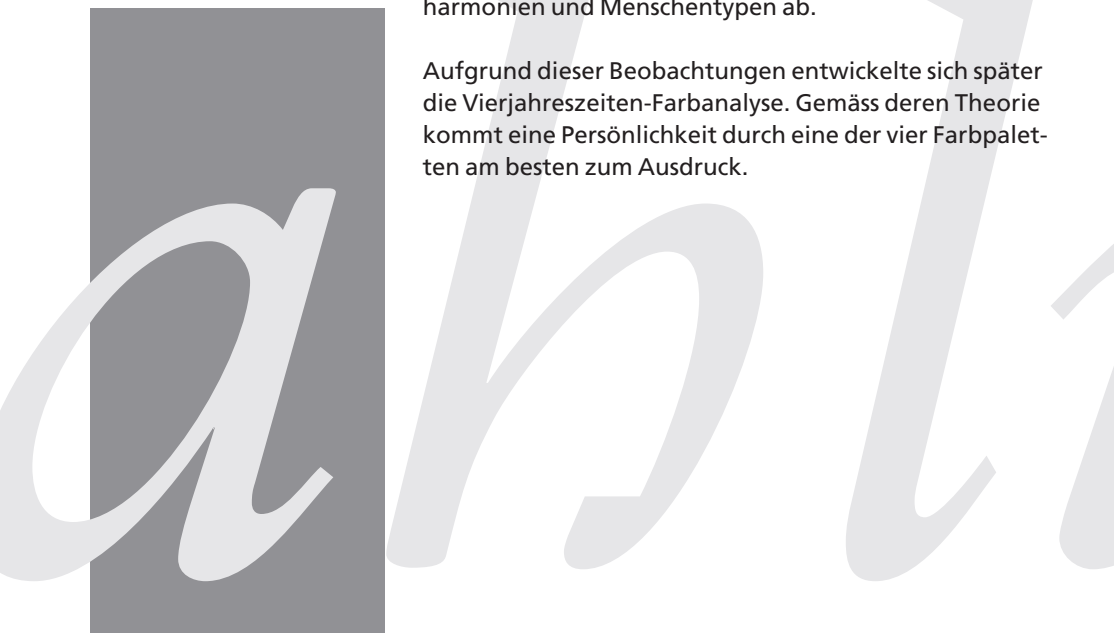 harmonien und Menschentypen ab.
Aufgrund dieser Beobachtungen entwickelte sich später
die Vierjahreszeiten-Farbanalyse. Gemäss deren Theorie
kommt eine Persönlichkeit durch eine der vier Farbpalet-
ten am besten zum Ausdruck.
ahl